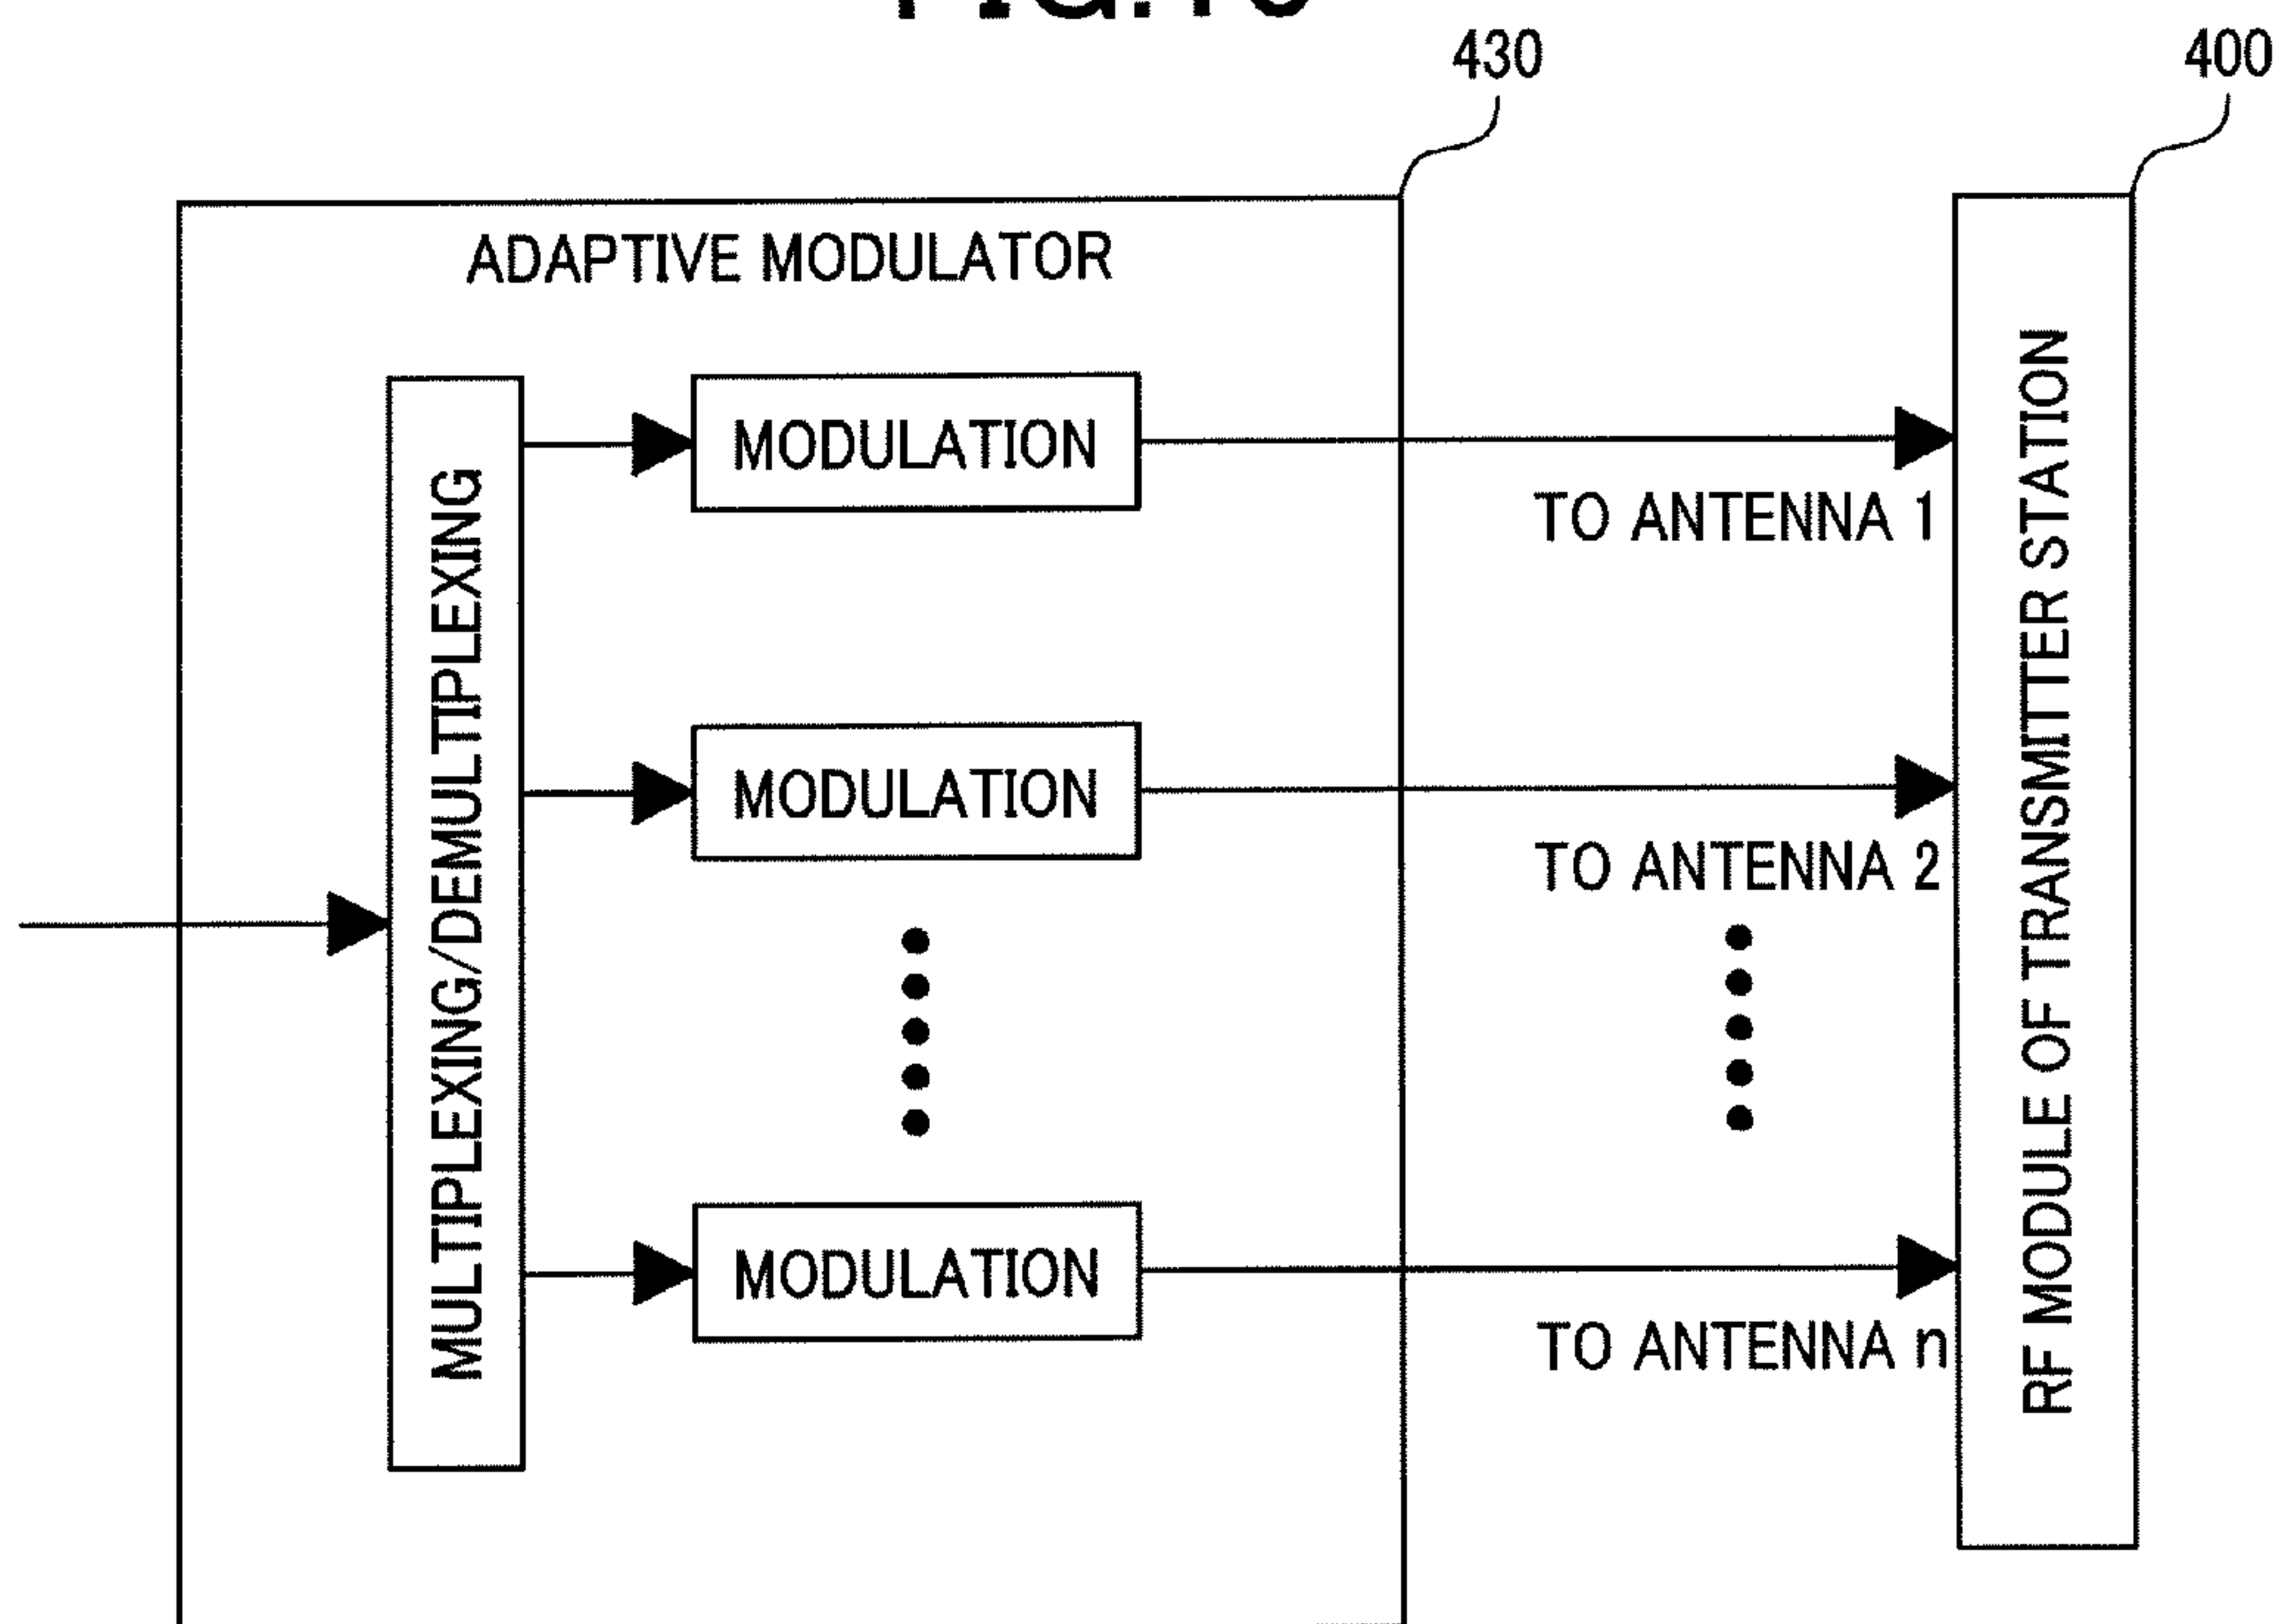 430
400
ADAPTIVE MODULATOR
MULTIPLEXING/DEMULTIPLEXING
MODULATION
TO ANTENNA 1
MODULATION
TO ANTENNA 2
MODULATION
TO ANTENNA n
RF MODULE OF TRANSMITTER STATION